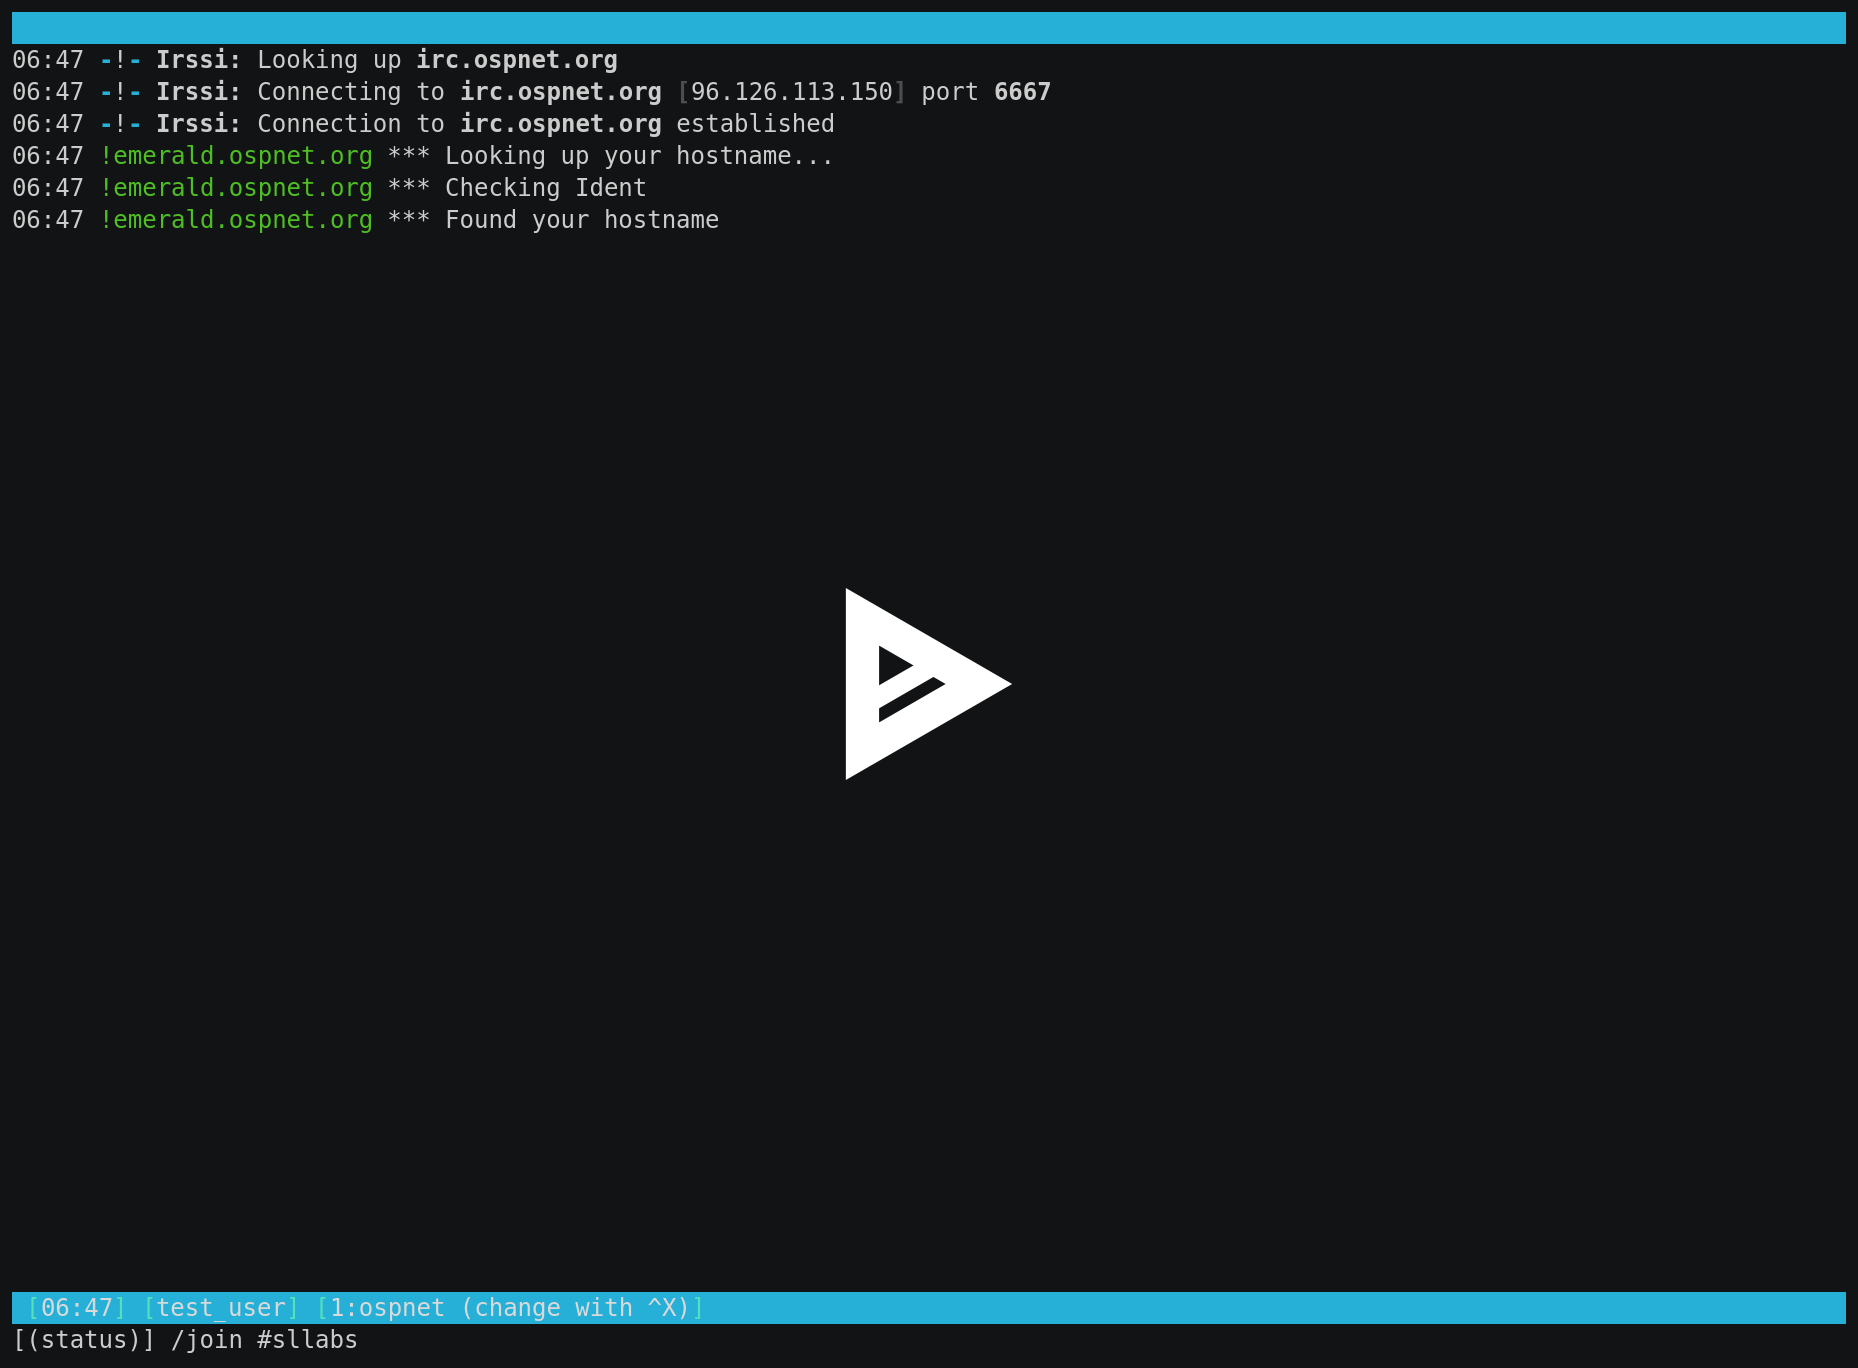 06:47 -!- Irssi: Looking up irc.ospnet.org
06:47 -!- Irssi: Connecting to irc.ospnet.org [96.126.113.150] port 6667
06:47 -!- Irssi: Connection to irc.ospnet.org established
06:47 !emerald.ospnet.org *** Looking up your hostname...
06:47 !emerald.ospnet.org *** Checking Ident
06:47 !emerald.ospnet.org *** Found your hostname
[06:47] [test_user] [1:ospnet (change with ^X)]
[(status)] /join #sllabs